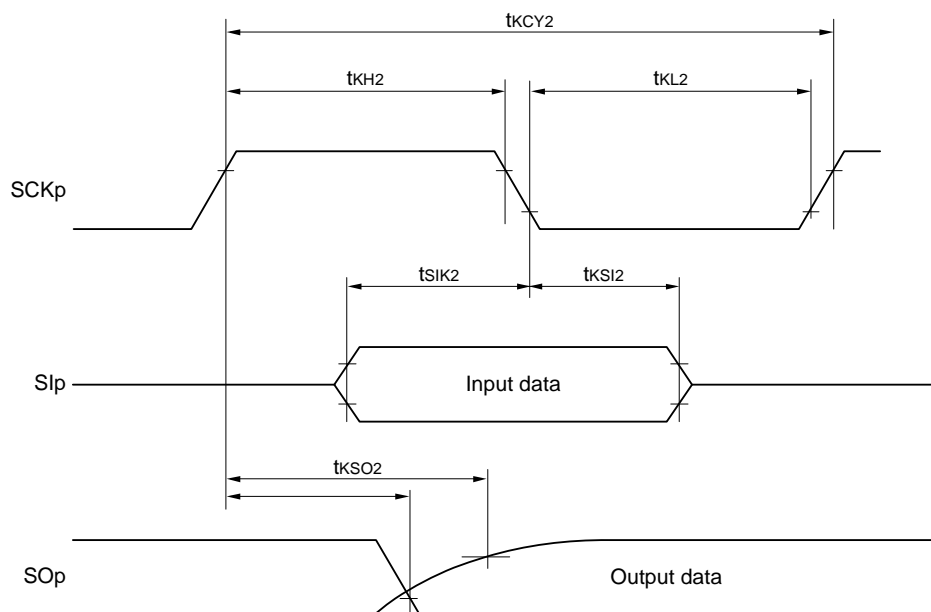 tKCY2
tKH2
tKL2
SCKp
tSIK2
tKSI2
SIp
Input data
tKSO2
SOp
Output data